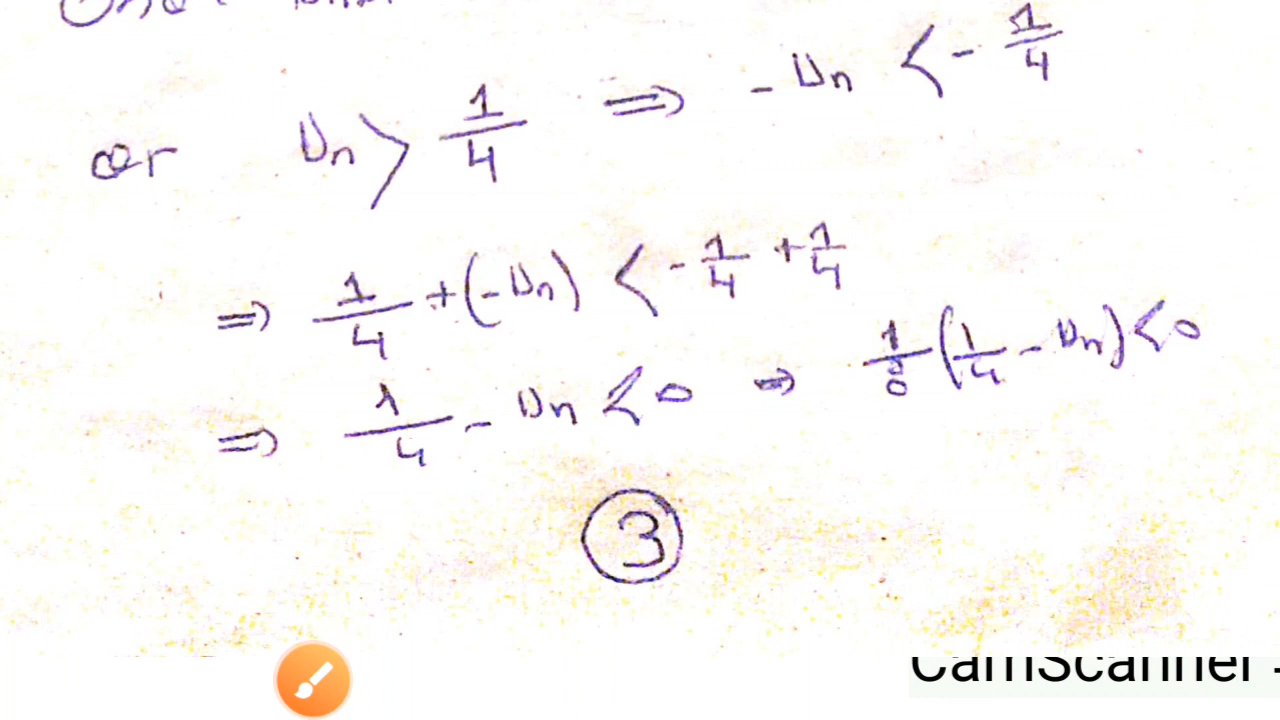 or Un > 1/4 ⇒ - Un < - 1/4
⇒ 1/4 + (-Un) < - 1/4 + 1/4
⇒ 1/4 - Un < 0 ⇒ 1/8 (1/4 - Un) < 0
3
CamScanner